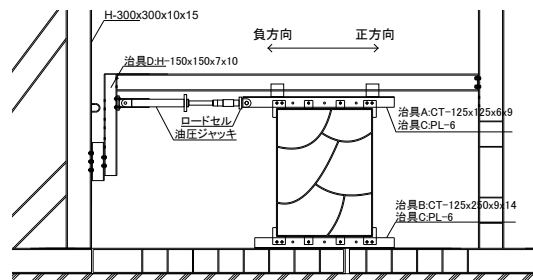 H-300x300x10x15
負方向 正方向
治具D:H-150x150x7x10
ロードセル
油圧ジャッキ
治具A:CT-125x125x6x9
治具C:PL-6
治具B:CT-125x250x9x14
治具C:PL-6